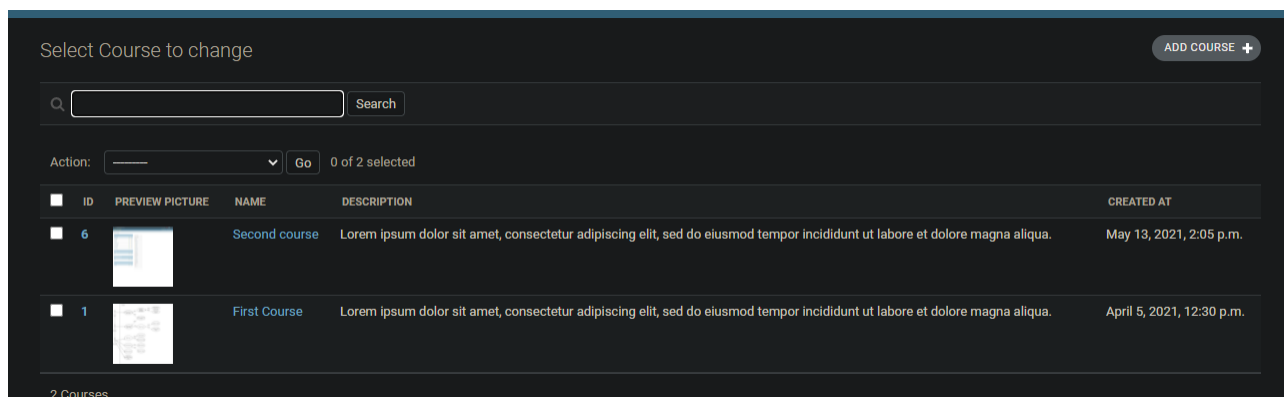 Select Course to change
ADD COURSE +
Search
Action: --------- Go 0 of 2 selected
ID PREVIEW PICTURE NAME DESCRIPTION CREATED AT
6 Second course Lorem ipsum dolor sit amet, consectetur adipiscing elit, sed do eiusmod tempor incididunt ut labore et dolore magna aliqua. May 13, 2021, 2:05 p.m.
1 First Course Lorem ipsum dolor sit amet, consectetur adipiscing elit, sed do eiusmod tempor incididunt ut labore et dolore magna aliqua. April 5, 2021, 12:30 p.m.
2 Courses